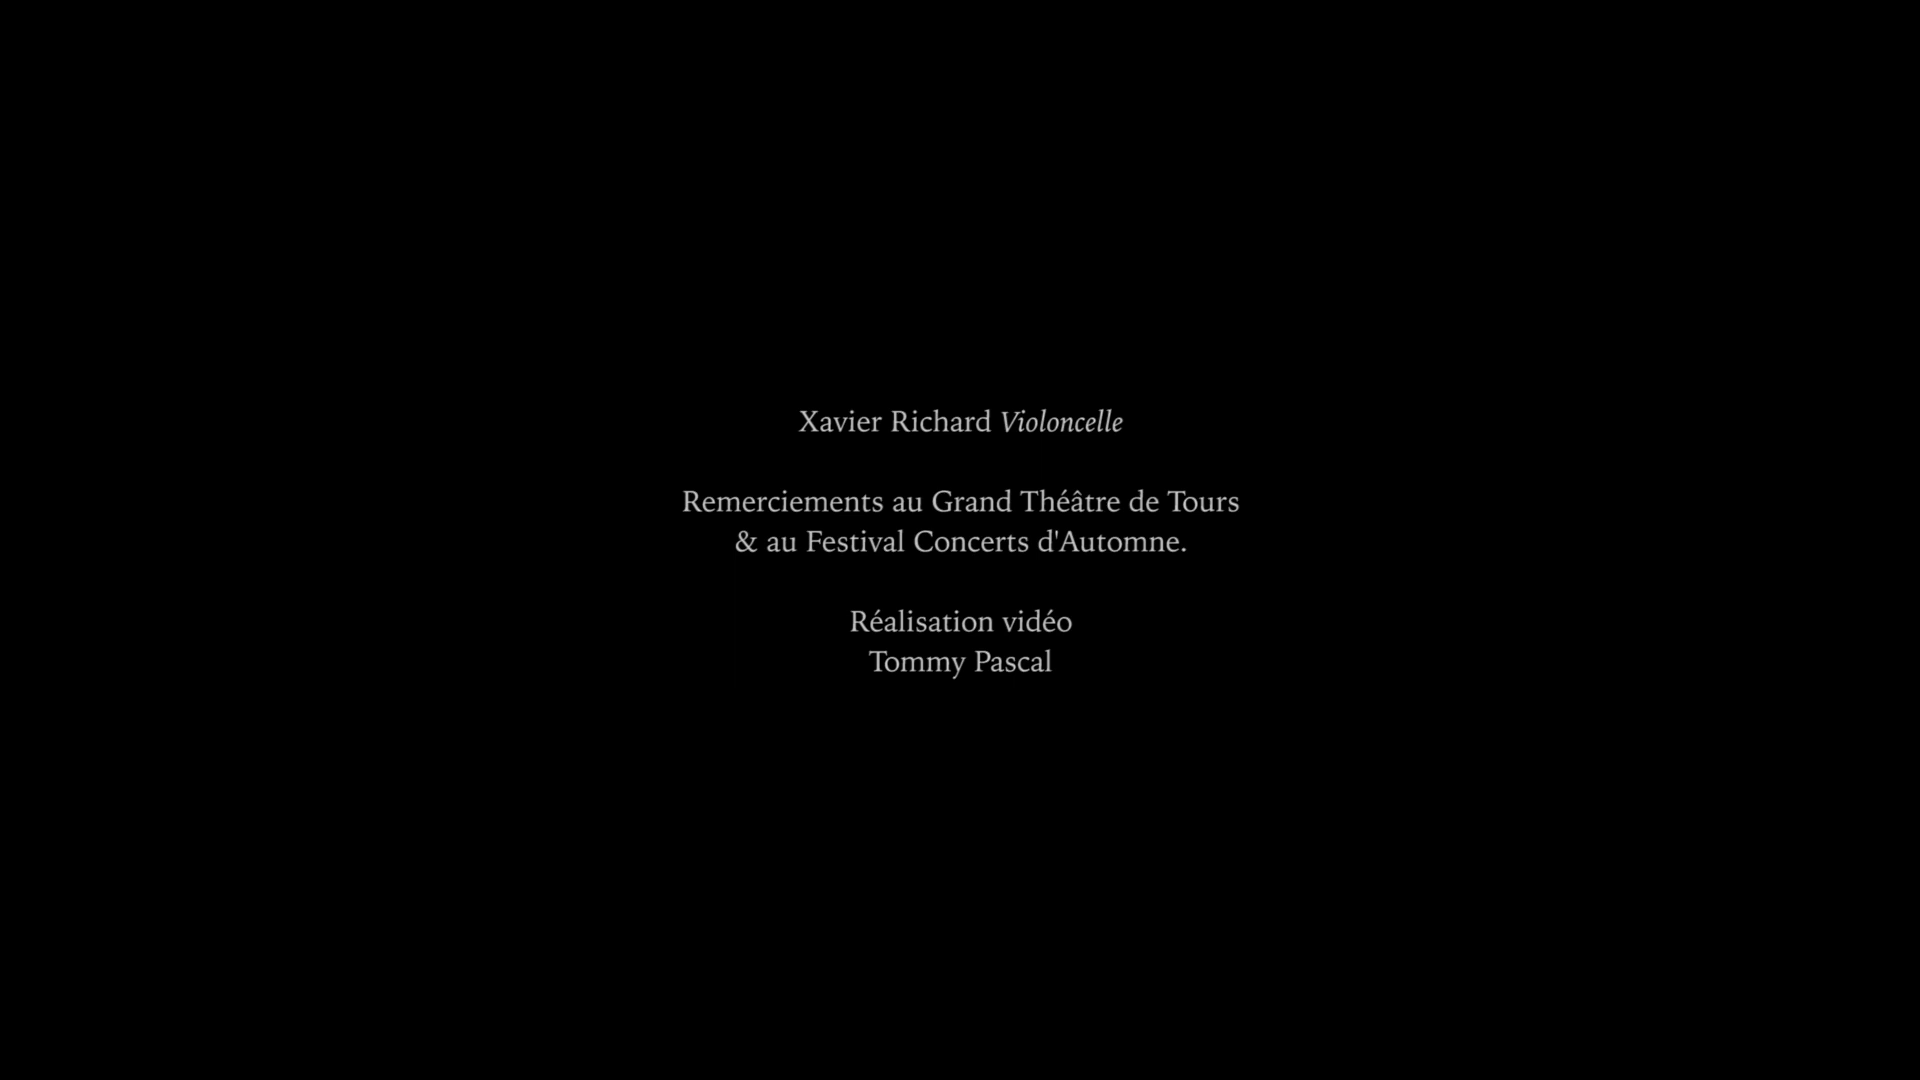 Xavier Richard Violoncelle
Remerciements au Grand Théâtre de Tours
& au Festival Concerts d'Automne.
Réalisation vidéo
Tommy Pascal